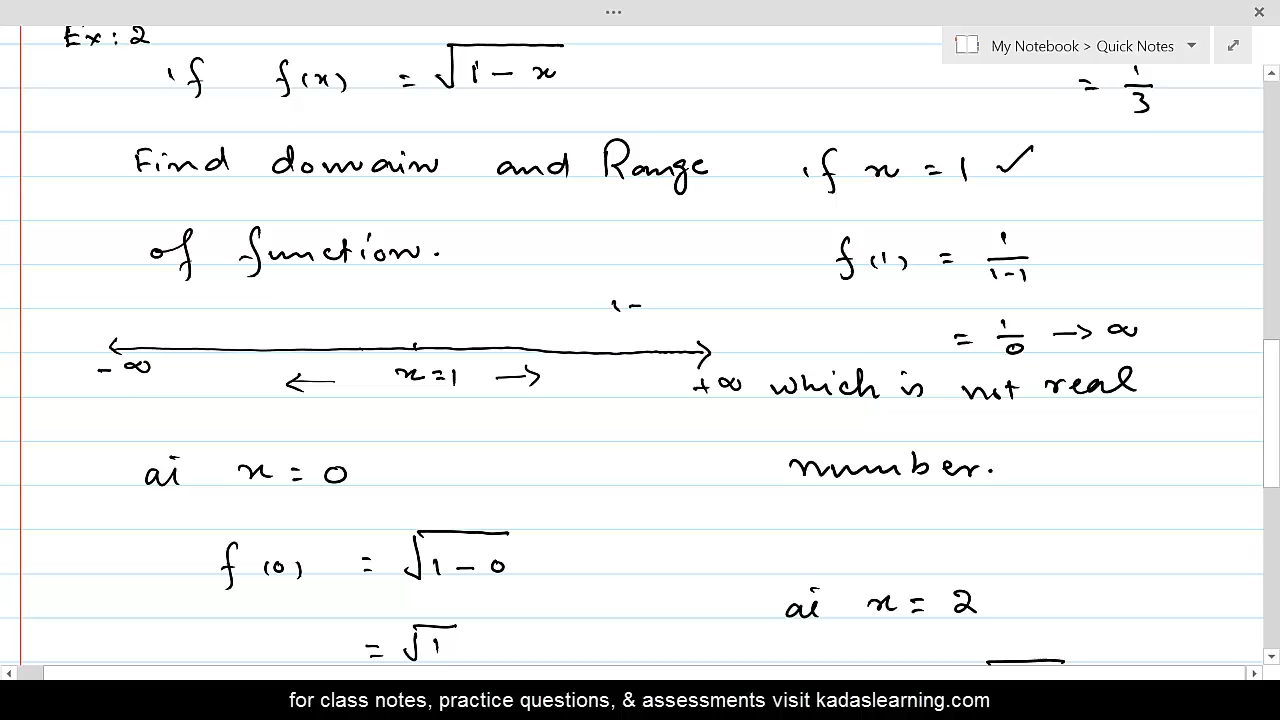 ...
My Notebook > Quick Notes
Ex: 2
if f(x) = √1 - x
= 1/3
Find domain and Range
of function.
if x = 1 ✓
f(1) = 1/1-1
1 -
= 1/0 → ∞
-∞ ← x=1 → +∞
which is not real
number.
at x = 0
f(0) = √1 - 0
= √1
at x = 2
for class notes, practice questions, & assessments visit kadaslearning.com